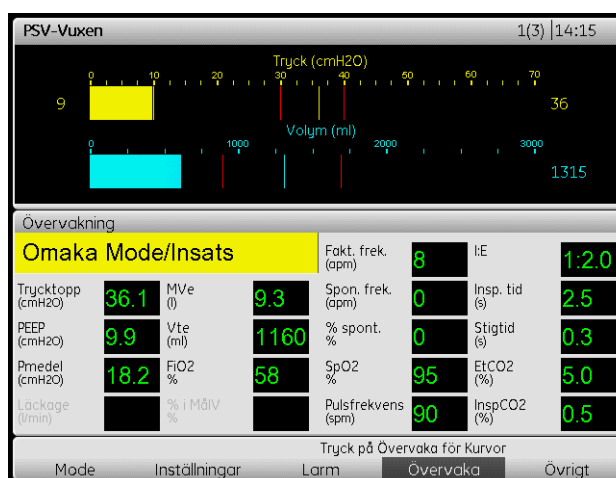 PSV-Vuxen 1(3) 14:15
Tryck (cmH2O)
0 10 20 30 40 50 60 70
9 36
Volym (ml)
0 1000 2000 3000
1315
Övervakning
Omaka Mode/Insats
Fakt. frek. (apm) 8 I:E 1:2.0
Trycktopp (cmH2O) 36.1 MVe (l) 9.3 Spon. frek. (apm) 0 Insp. tid (s) 2.5
PEEP (cmH2O) 9.9 Vte (ml) 1160 % spont. % 0 Stigtid (s) 0.3
Pmedel (cmH2O) 18.2 FiO2 % 58 SpO2 % 95 EtCO2 (%) 5.0
Läckage (l/min) % i MålV % Pulsfrekvens (spm) 90 InspCO2 (%) 0.5
Tryck på Övervaka för Kurvor
Mode Inställningar Larm Övervaka Övrigt